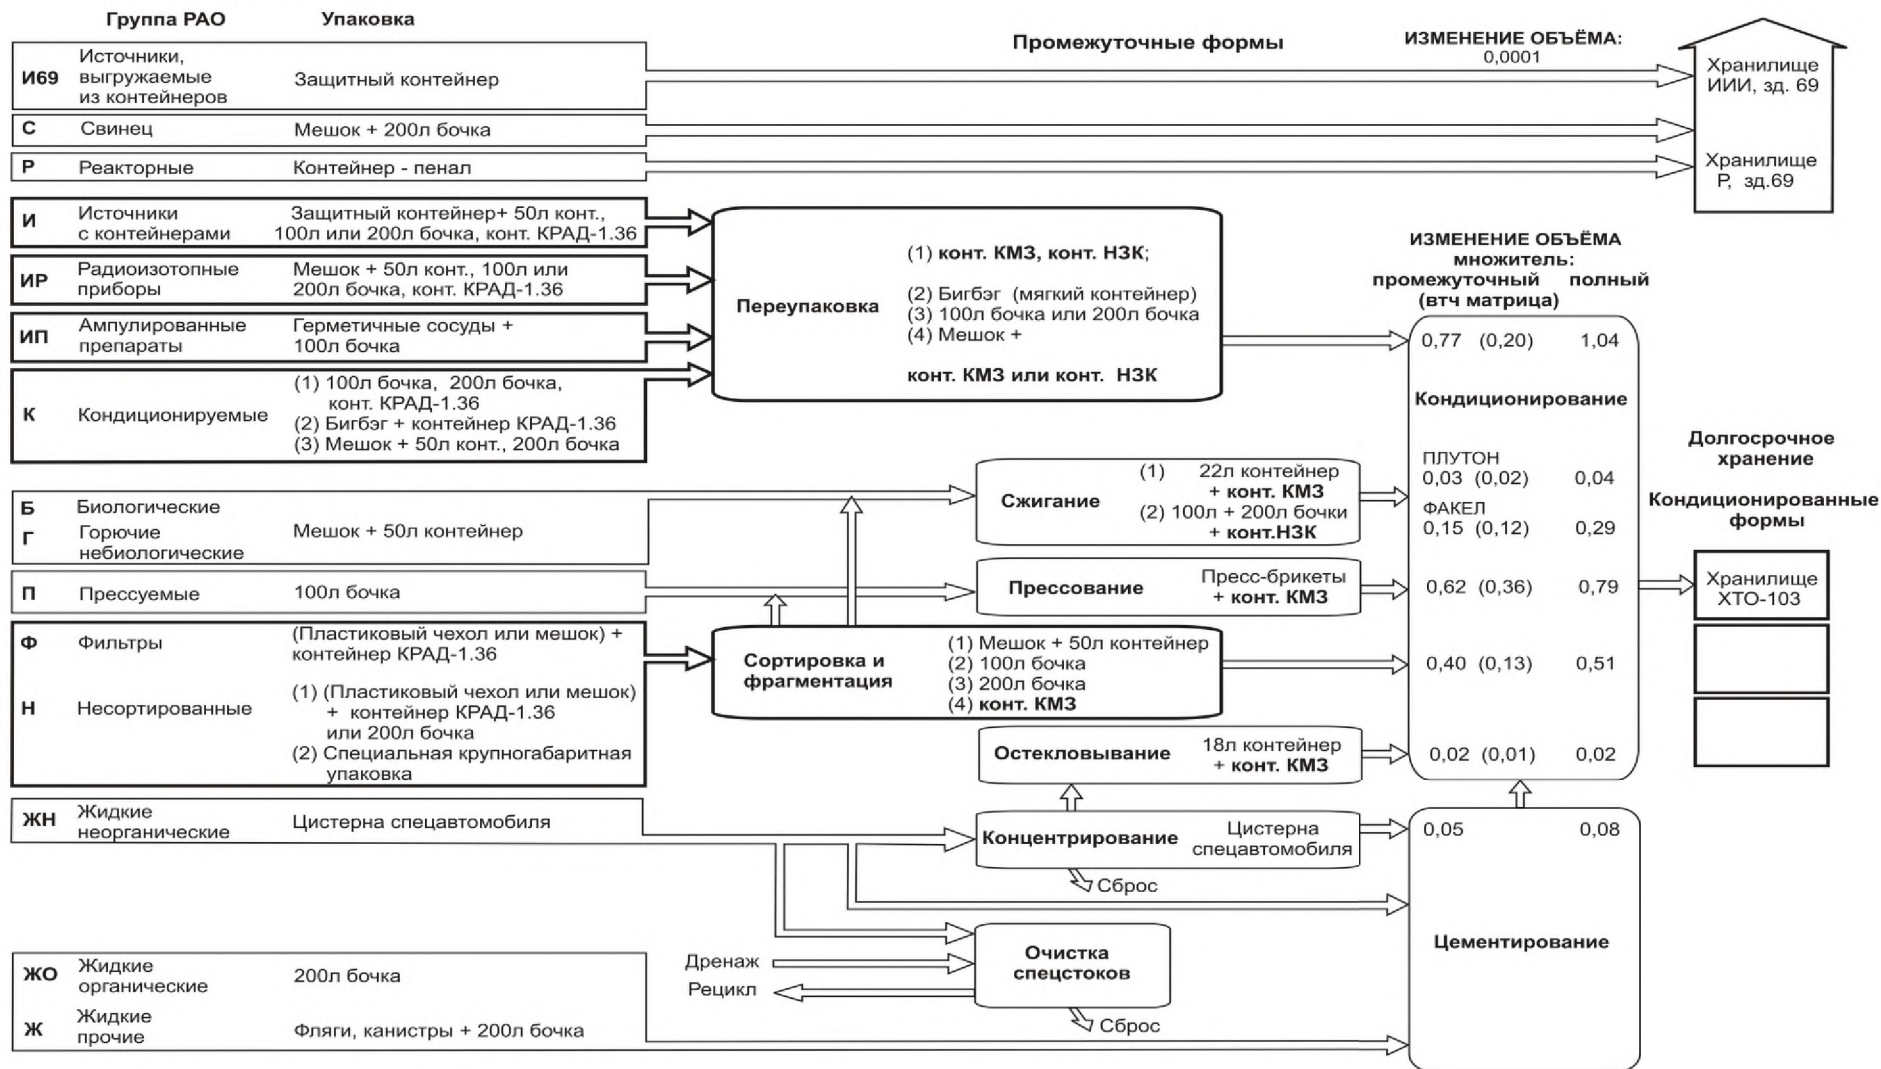 Группа РАО
Упаковка
Промежуточные формы
ИЗМЕНЕНИЕ ОБЪЁМА:
0,0001
И69
Источники,
выгружаемые
из контейнеров
Защитный контейнер
Хранилище
ИИИ, зд. 69
С
Свинец
Мешок + 200л бочка
Р
Реакторные
Контейнер - пенал
Хранилище
Р, зд.69
И
Источники
с контейнерами
Защитный контейнер+ 50л конт.,
100л или 200л бочка, конт. КРАД-1.36
ИР
Радиоизотопные
приборы
Мешок + 50л конт., 100л или
200л бочка, конт. КРАД-1.36
ИП
Ампулированные
препараты
Герметичные сосуды +
100л бочка
К
Кондиционируемые
(1) 100л бочка, 200л бочка,
конт. КРАД-1.36
(2) Бигбэг + контейнер КРАД-1.36
(3) Мешок + 50л конт., 200л бочка
Переупаковка
(1) конт. КМЗ, конт. НЗК;
(2) Бигбэг (мягкий контейнер)
(3) 100л бочка или 200л бочка
(4) Мешок +
конт. КМЗ или конт. НЗК
ИЗМЕНЕНИЕ ОБЪЁМА
множитель:
промежуточный полный
(втч матрица)
0,77 (0,20) 1,04
Кондиционирование
ПЛУТОН
0,03 (0,02) 0,04
ФАКЕЛ
0,15 (0,12) 0,29
0,62 (0,36) 0,79
0,40 (0,13) 0,51
0,02 (0,01) 0,02
Долгосрочное
хранение
Кондиционированные
формы
Хранилище
ХТО-103
Б
Биологические
Г
Горючие
небиологические
Мешок + 50л контейнер
Сжигание
(1) 22л контейнер
+ конт. КМЗ
(2) 100л + 200л бочки
+ конт.НЗК
П
Прессуемые
100л бочка
Прессование
Пресс-брикеты
+ конт. КМЗ
Ф
Фильтры
(Пластиковый чехол или мешок) +
контейнер КРАД-1.36
Н
Несортированные
(1) (Пластиковый чехол или мешок)
+ контейнер КРАД-1.36
или 200л бочка
(2) Специальная крупногабаритная
упаковка
Сортировка и
фрагментация
(1) Мешок + 50л контейнер
(2) 100л бочка
(3) 200л бочка
(4) конт. КМЗ
Остекловывание
18л контейнер
+ конт. КМЗ
ЖН
Жидкие
неорганические
Цистерна спецавтомобиля
Концентрирование
Цистерна
спецавтомобиля
Сброс
0,05 0,08
Цементирование
Очистка
спецстоков
Дренаж
Рецикл
Сброс
ЖО
Жидкие
органические
200л бочка
Ж
Жидкие
прочие
Фляги, канистры + 200л бочка